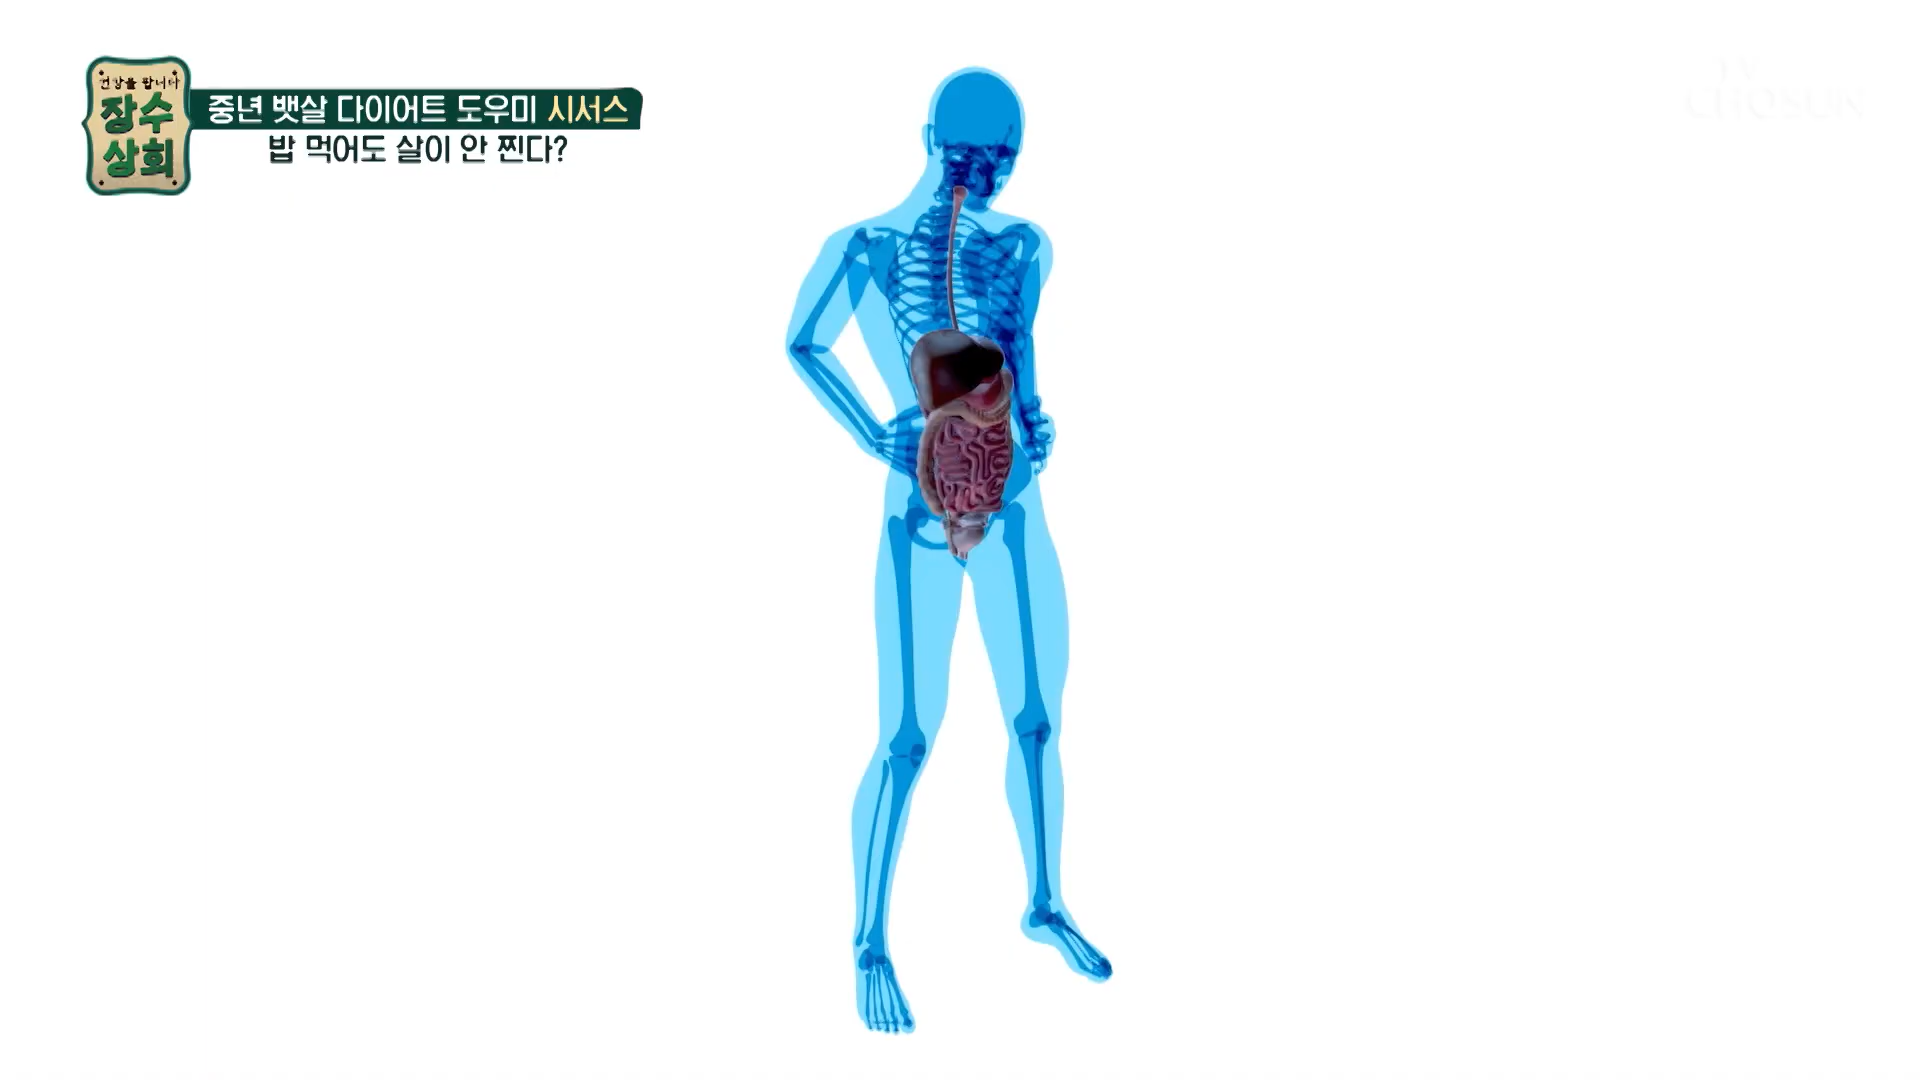 건강을 팝니다
장수
상회
중년 뱃살 다이어트 도우미 시서스
밥 먹어도 살이 안 찐다?
TV
CHOSUN